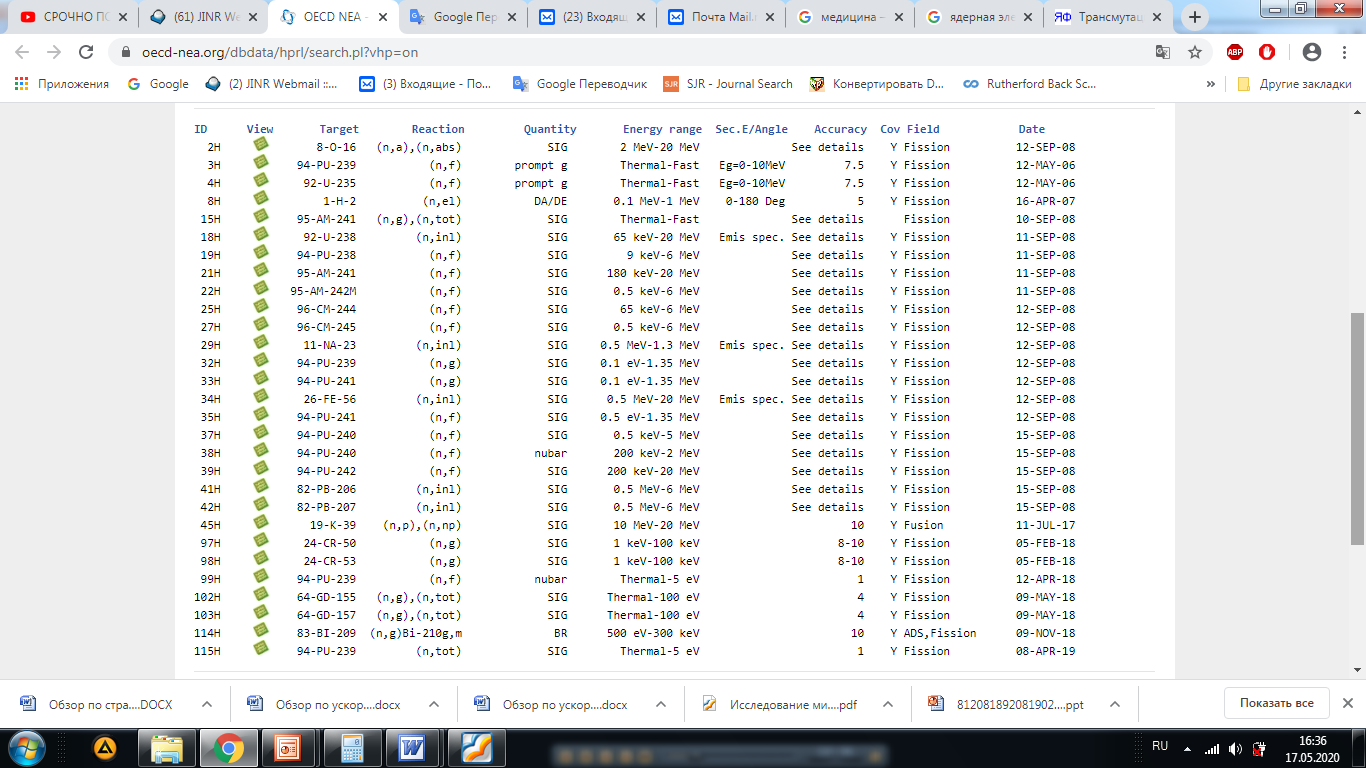 СРОЧНО ПО (61) JINR We OECD NEA - Google Пер (23) Входящ Почта Mail.r медицина – ядерная эле ЯФ Трансмутац
oecd-nea.org/dbdata/hprl/search.pl?vhp=on ABP
Приложения Google (2) JINR Webmail ::... (3) Входящие - По... Google Переводчик SJR SJR - Journal Search Конвертировать D... Rutherford Back Sc... » Другие закладки
ID View Target Reaction Quantity Energy range Sec.E/Angle Accuracy Cov Field Date
2H 8-O-16 (n,a),(n,abs) SIG 2 MeV-20 MeV See details Y Fission 12-SEP-08
3H 94-PU-239 (n,f) prompt g Thermal-Fast Eg=0-10MeV 7.5 Y Fission 12-MAY-06
4H 92-U-235 (n,f) prompt g Thermal-Fast Eg=0-10MeV 7.5 Y Fission 12-MAY-06
8H 1-H-2 (n,el) DA/DE 0.1 MeV-1 MeV 0-180 Deg 5 Y Fission 16-APR-07
15H 95-AM-241 (n,g),(n,tot) SIG Thermal-Fast See details Fission 10-SEP-08
18H 92-U-238 (n,inl) SIG 65 keV-20 MeV Emis spec. See details Y Fission 11-SEP-08
19H 94-PU-238 (n,f) SIG 9 keV-6 MeV See details Y Fission 11-SEP-08
21H 95-AM-241 (n,f) SIG 180 keV-20 MeV See details Y Fission 11-SEP-08
22H 95-AM-242M (n,f) SIG 0.5 keV-6 MeV See details Y Fission 11-SEP-08
25H 96-CM-244 (n,f) SIG 65 keV-6 MeV See details Y Fission 12-SEP-08
27H 96-CM-245 (n,f) SIG 0.5 keV-6 MeV See details Y Fission 12-SEP-08
29H 11-NA-23 (n,inl) SIG 0.5 MeV-1.3 MeV Emis spec. See details Y Fission 12-SEP-08
32H 94-PU-239 (n,g) SIG 0.1 eV-1.35 MeV See details Y Fission 12-SEP-08
33H 94-PU-241 (n,g) SIG 0.1 eV-1.35 MeV See details Y Fission 12-SEP-08
34H 26-FE-56 (n,inl) SIG 0.5 MeV-20 MeV Emis spec. See details Y Fission 12-SEP-08
35H 94-PU-241 (n,f) SIG 0.5 eV-1.35 MeV See details Y Fission 12-SEP-08
37H 94-PU-240 (n,f) SIG 0.5 keV-5 MeV See details Y Fission 15-SEP-08
38H 94-PU-240 (n,f) nubar 200 keV-2 MeV See details Y Fission 15-SEP-08
39H 94-PU-242 (n,f) SIG 200 keV-20 MeV See details Y Fission 15-SEP-08
41H 82-PB-206 (n,inl) SIG 0.5 MeV-6 MeV See details Y Fission 15-SEP-08
42H 82-PB-207 (n,inl) SIG 0.5 MeV-6 MeV See details Y Fission 15-SEP-08
45H 19-K-39 (n,p),(n,np) SIG 10 MeV-20 MeV 10 Y Fusion 11-JUL-17
97H 24-CR-50 (n,g) SIG 1 keV-100 keV 8-10 Y Fission 05-FEB-18
98H 24-CR-53 (n,g) SIG 1 keV-100 keV 8-10 Y Fission 05-FEB-18
99H 94-PU-239 (n,f) nubar Thermal-5 eV 1 Y Fission 12-APR-18
102H 64-GD-155 (n,g),(n,tot) SIG Thermal-100 eV 4 Y Fission 09-MAY-18
103H 64-GD-157 (n,g),(n,tot) SIG Thermal-100 eV 4 Y Fission 09-MAY-18
114H 83-BI-209 (n,g)Bi-210g,m BR 500 eV-300 keV 10 Y ADS,Fission 09-NOV-18
115H 94-PU-239 (n,tot) SIG Thermal-5 eV 1 Y Fission 08-APR-19
Обзор по стра....DOCX Обзор по ускор....docx Обзор по ускор....docx Исследование ми....pdf 812081892081902....ppt Показать все
RU 16:36
17.05.2020